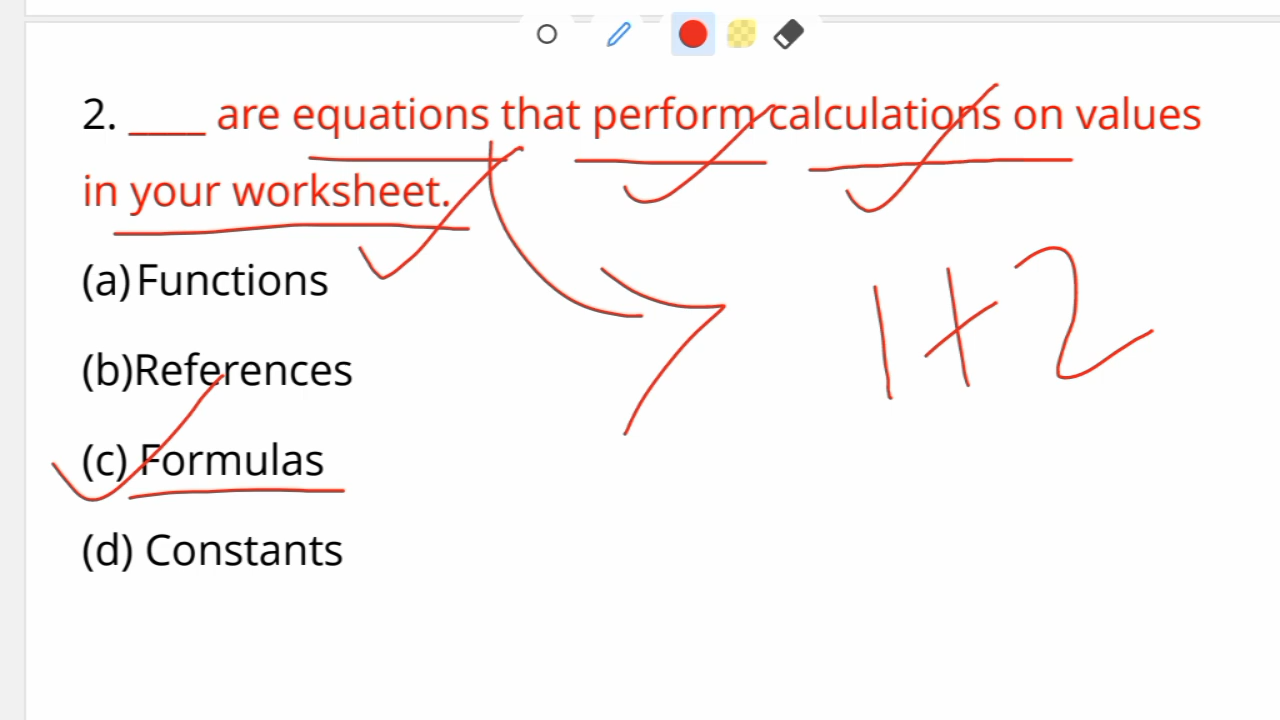 2. ____ are equations that perform calculations on values
in your worksheet.
(a) Functions
1+2
(b)References
(c) Formulas
(d) Constants